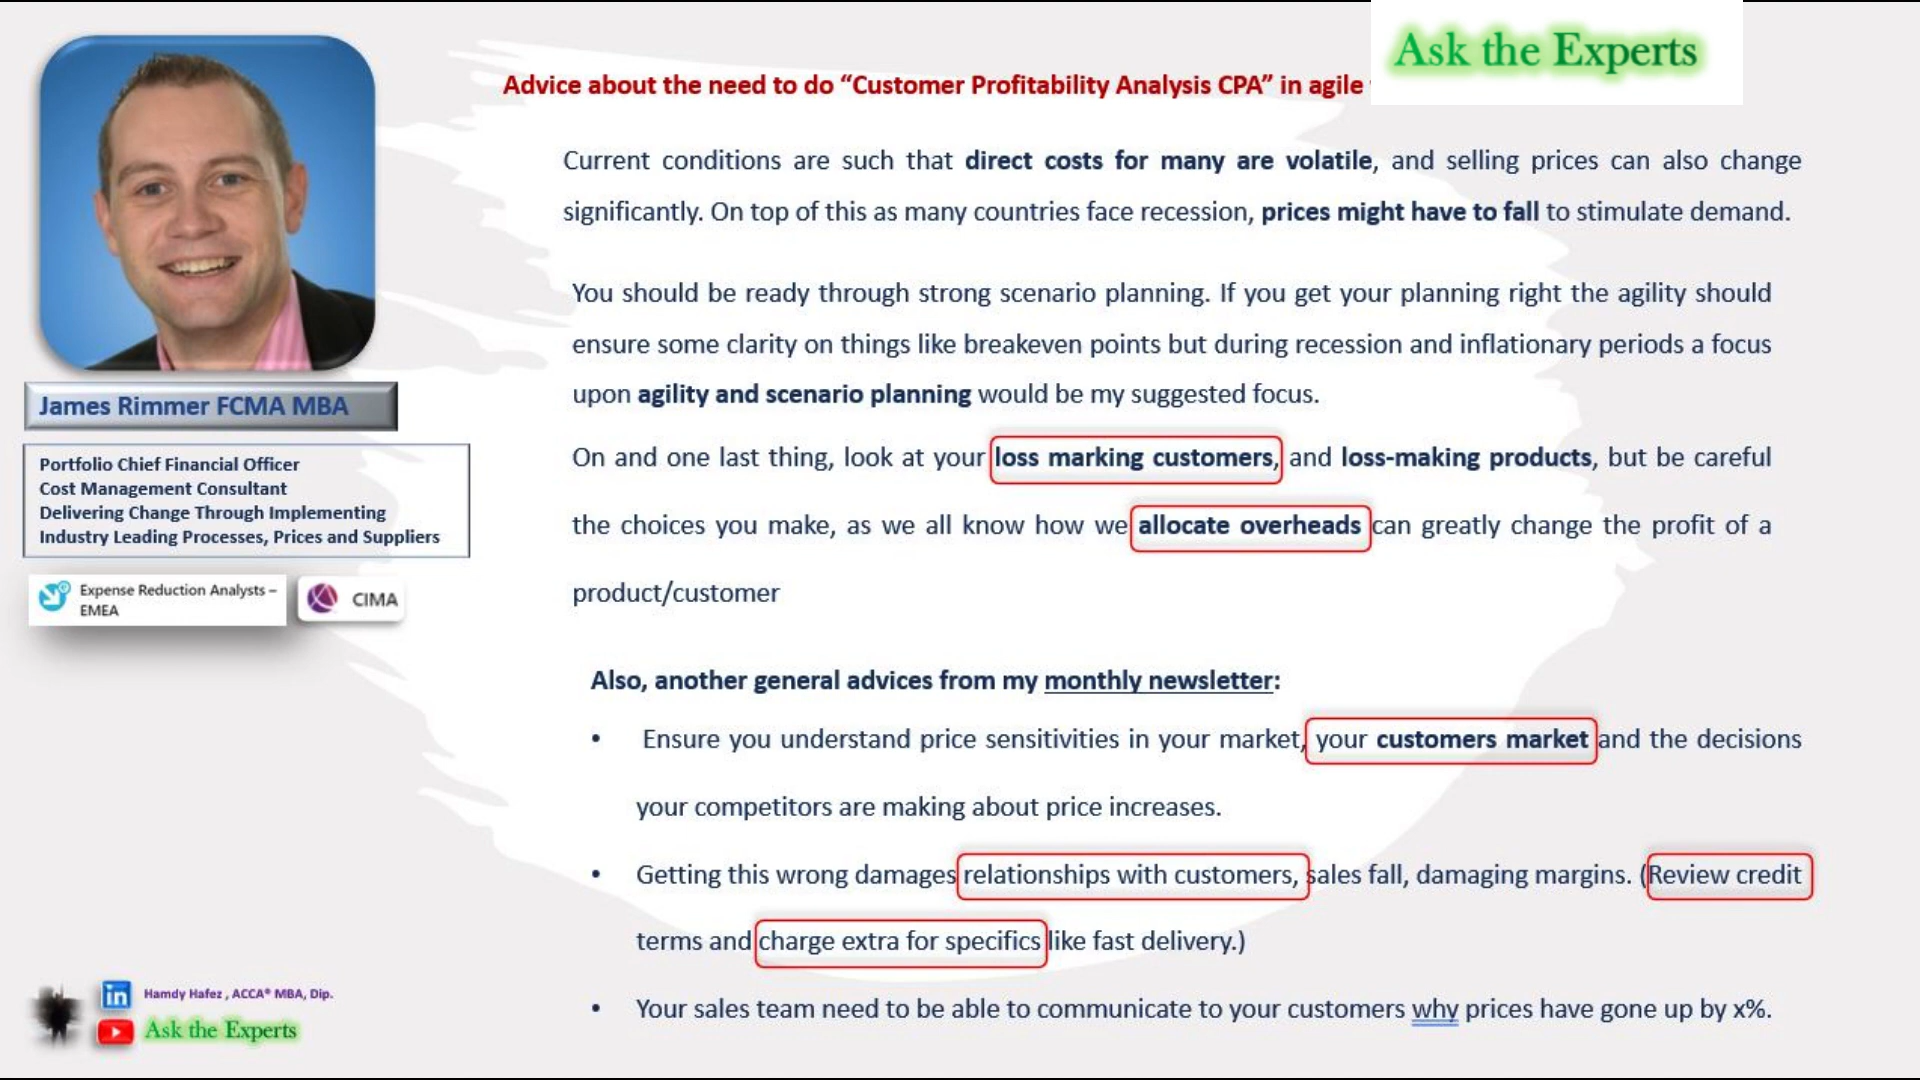 Ask the Experts
Advice about the need to do “Customer Profitability Analysis CPA” in agile
Current conditions are such that direct costs for many are volatile, and selling prices can also change
significantly. On top of this as many countries face recession, prices might have to fall to stimulate demand.
You should be ready through strong scenario planning. If you get your planning right the agility should
ensure some clarity on things like breakeven points but during recession and inflationary periods a focus
upon agility and scenario planning would be my suggested focus.
On and one last thing, look at your loss marking customers, and loss-making products, but be careful
the choices you make, as we all know how we allocate overheads can greatly change the profit of a
product/customer
Also, another general advices from my monthly newsletter:
• Ensure you understand price sensitivities in your market, your customers market and the decisions
your competitors are making about price increases.
• Getting this wrong damages relationships with customers, sales fall, damaging margins. (Review credit
terms and charge extra for specifics like fast delivery.)
• Your sales team need to be able to communicate to your customers why prices have gone up by x%.
James Rimmer FCMA MBA
Portfolio Chief Financial Officer
Cost Management Consultant
Delivering Change Through Implementing
Industry Leading Processes, Prices and Suppliers
Expense Reduction Analysts –
EMEA
CIMA
in
Hamdy Hafez , ACCA® MBA, Dip.
Ask the Experts